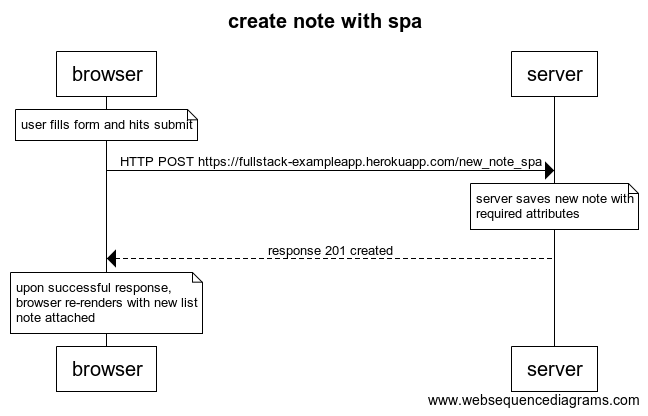 create note with spa
browser
server
user fills form and hits submit
HTTP POST https://fullstack-exampleapp.herokuapp.com/new_note_spa
server saves new note with
required attributes
response 201 created
upon successful response,
browser re-renders with new list
note attached
browser
server
www.websequencediagrams.com